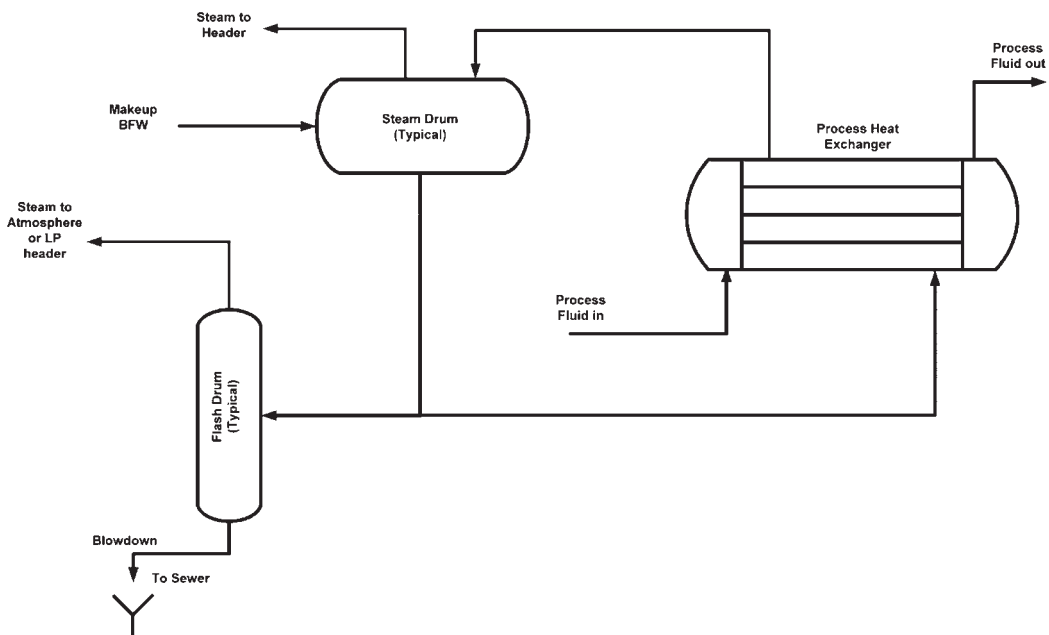 Steam to
Header
Process
Fluid out
Makeup
BFW
Steam Drum
(Typical)
Process Heat
Exchanger
Steam to
Atmosphere
or LP
header
Process
Fluid in
Flash Drum
(Typical)
Blowdown
To Sewer